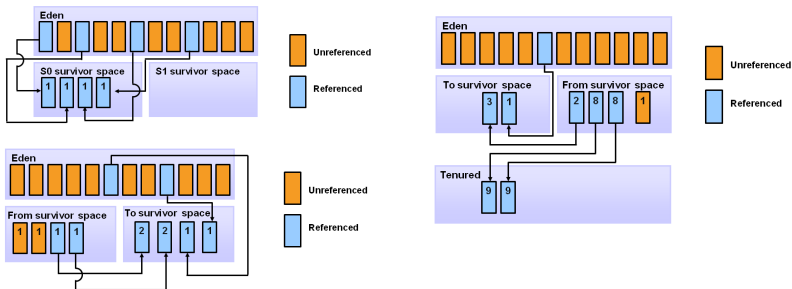 Eden
Unreferenced
S0 survivor space S1 survivor space
1 1 1 1
Referenced
Eden
Unreferenced
From survivor space To survivor space
1 1 1 1 2 2 1 1
Referenced
Eden
Unreferenced
To survivor space From survivor space
3 1 2 8 8 1
Referenced
Tenured
9 9